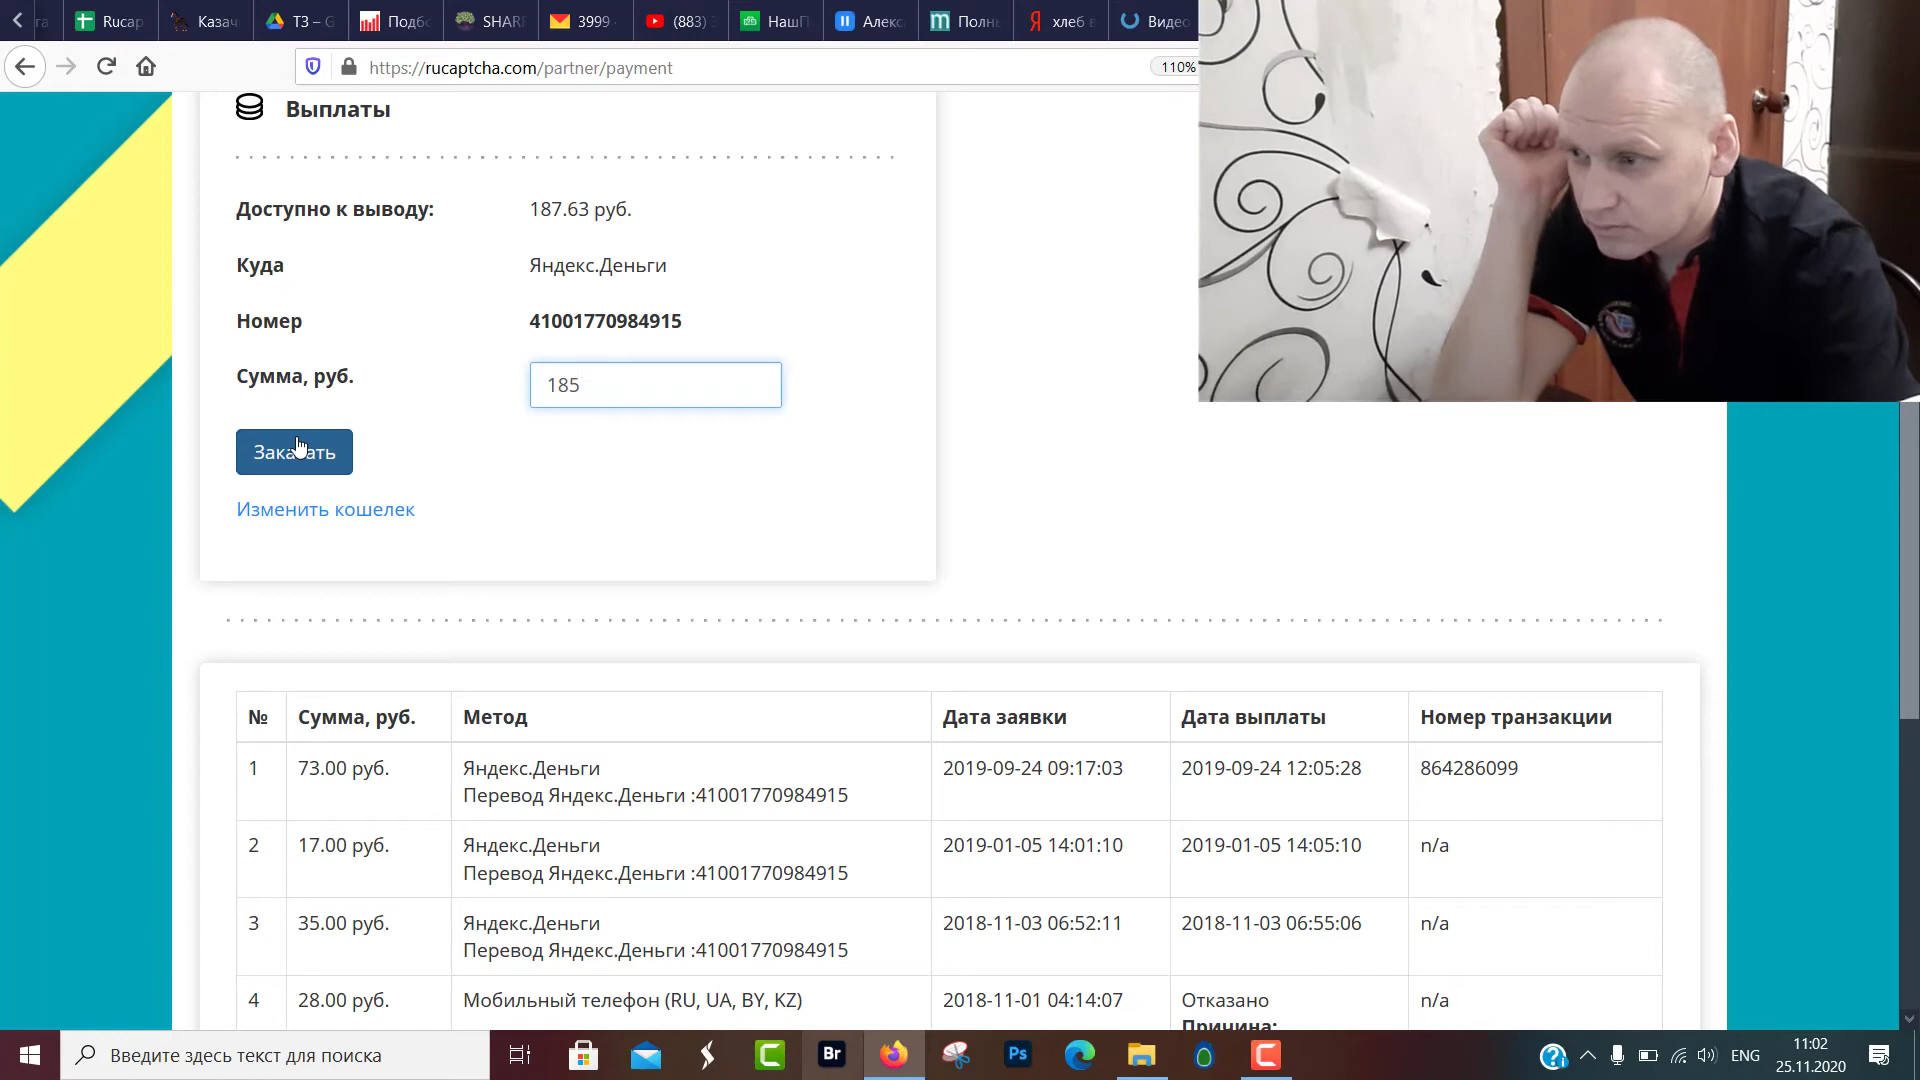 Rucap
Казач
ТЗ – G
Подбо
SHAR
3999
(883)
НашП
Алекс
Полн
хлеб в
Видео
https://rucaptcha.com/partner/payment
110%
Выплаты
Доступно к выводу: 187.63 руб.
Куда Яндекс.Деньги
Номер 41001770984915
Сумма, руб. 185
Заказать
Изменить кошелек
№ Сумма, руб. Метод Дата заявки Дата выплаты Номер транзакции
1 73.00 руб. Яндекс.Деньги 2019-09-24 09:17:03 2019-09-24 12:05:28 864286099
Перевод Яндекс.Деньги :41001770984915
2 17.00 руб. Яндекс.Деньги 2019-01-05 14:01:10 2019-01-05 14:05:10 n/a
Перевод Яндекс.Деньги :41001770984915
3 35.00 руб. Яндекс.Деньги 2018-11-03 06:52:11 2018-11-03 06:55:06 n/a
Перевод Яндекс.Деньги :41001770984915
4 28.00 руб. Мобильный телефон (RU, UA, BY, KZ) 2018-11-01 04:14:07 Отказано n/a
Причина:
Введите здесь текст для поиска
Br
Ps
ENG
11:02
25.11.2020